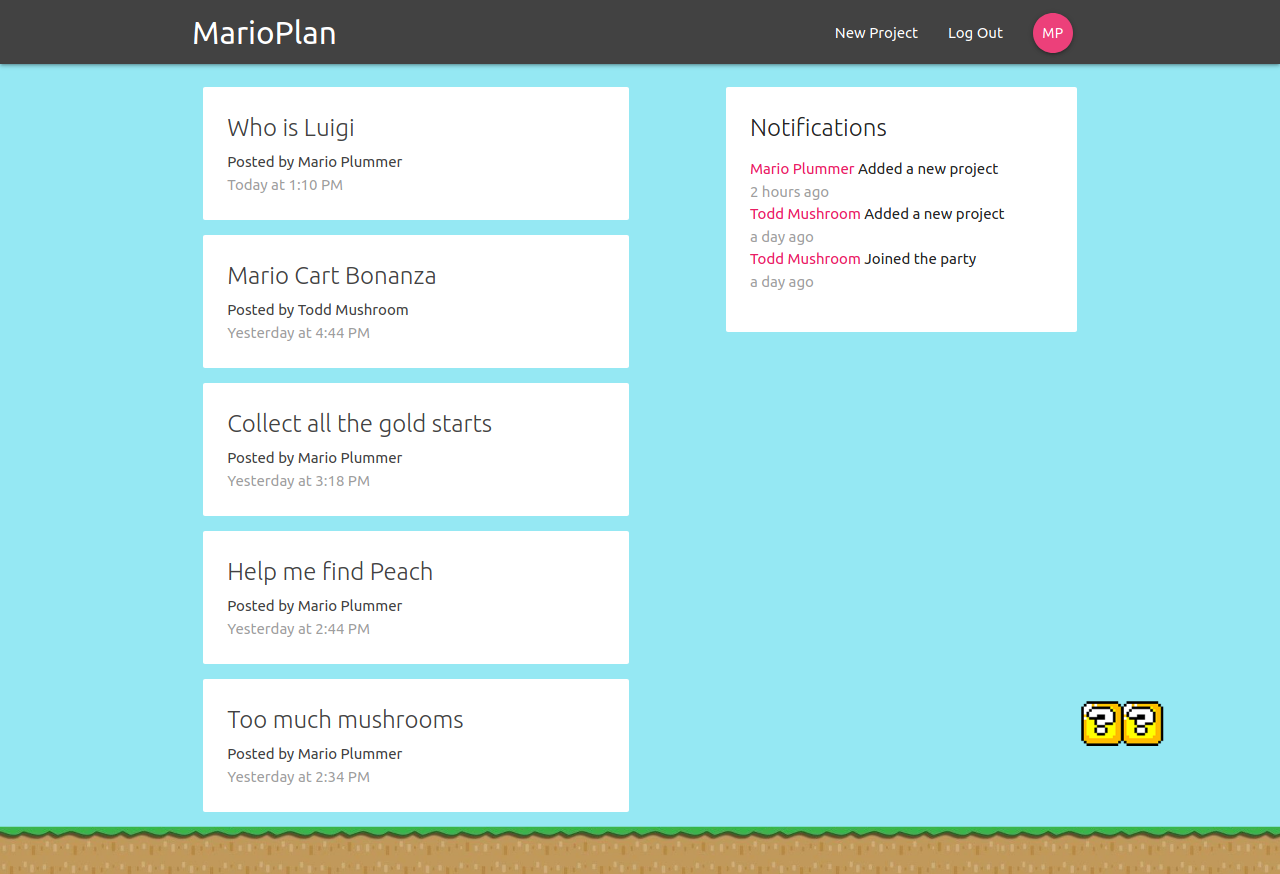 MarioPlan
New Project
Log Out
MP
Who is Luigi
Posted by Mario Plummer
Today at 1:10 PM
Mario Cart Bonanza
Posted by Todd Mushroom
Yesterday at 4:44 PM
Collect all the gold starts
Posted by Mario Plummer
Yesterday at 3:18 PM
Help me find Peach
Posted by Mario Plummer
Yesterday at 2:44 PM
Too much mushrooms
Posted by Mario Plummer
Yesterday at 2:34 PM
Notifications
Mario Plummer Added a new project
2 hours ago
Todd Mushroom Added a new project
a day ago
Todd Mushroom Joined the party
a day ago
? ?